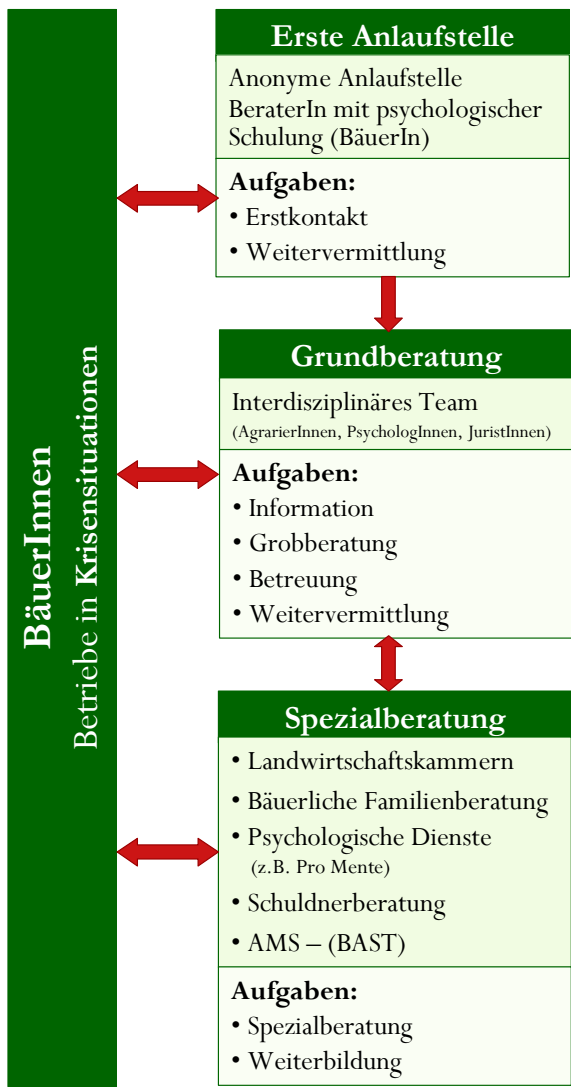 BäuerInnen
Betriebe in Krisensituationen
Erste Anlaufstelle
Anonyme Anlaufstelle
BeraterIn mit psychologischer
Schulung (BäuerIn)
Aufgaben:
• Erstkontakt
• Weitervermittlung
Grundberatung
Interdisziplinäres Team
(AgrarierInnen, PsychologInnen, JuristInnen)
Aufgaben:
• Information
• Grobberatung
• Betreuung
• Weitervermittlung
Spezialberatung
• Landwirtschaftskammern
• Bäuerliche Familienberatung
• Psychologische Dienste
(z.B. Pro Mente)
• Schuldnerberatung
• AMS – (BAST)
Aufgaben:
• Spezialberatung
• Weiterbildung